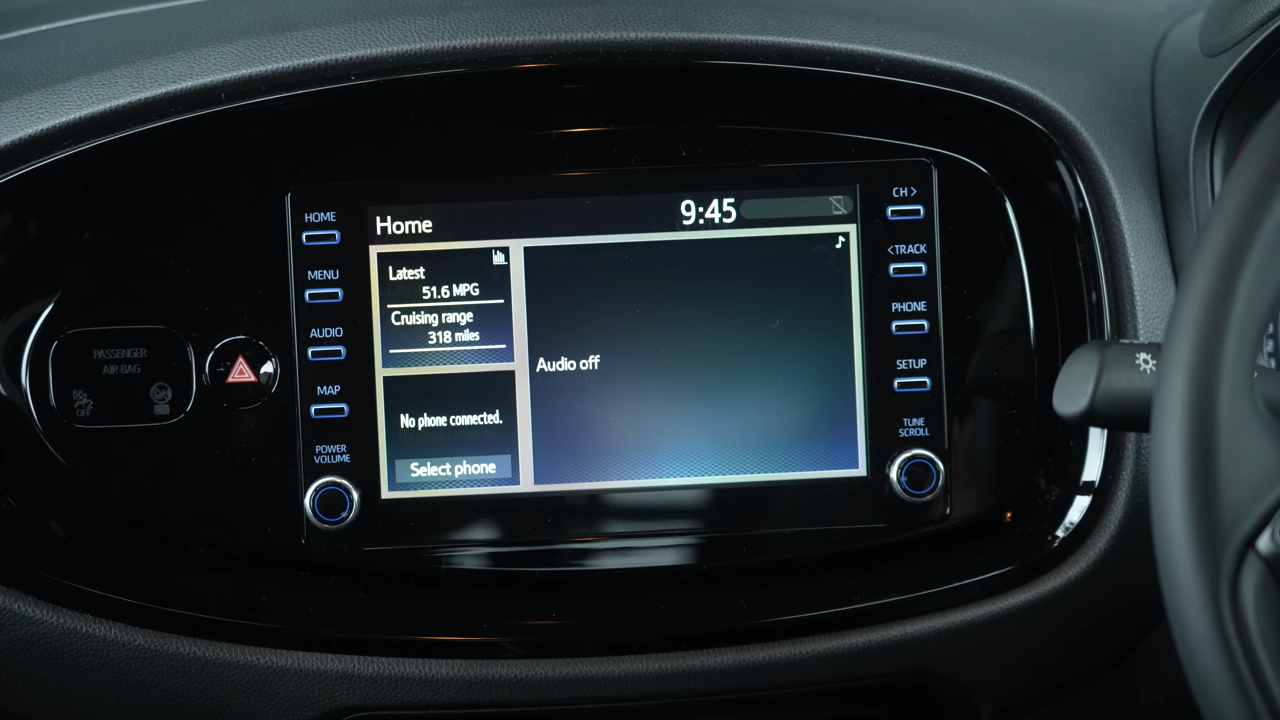 PASSENGER
AIR BAG
OFF
HOME
MENU
AUDIO
MAP
POWER
VOLUME
Home
9:45
Latest
51.6 MPG
Cruising range
318 miles
No phone connected.
Select phone
Audio off
CH >
< TRACK
PHONE
SETUP
TUNE
SCROLL